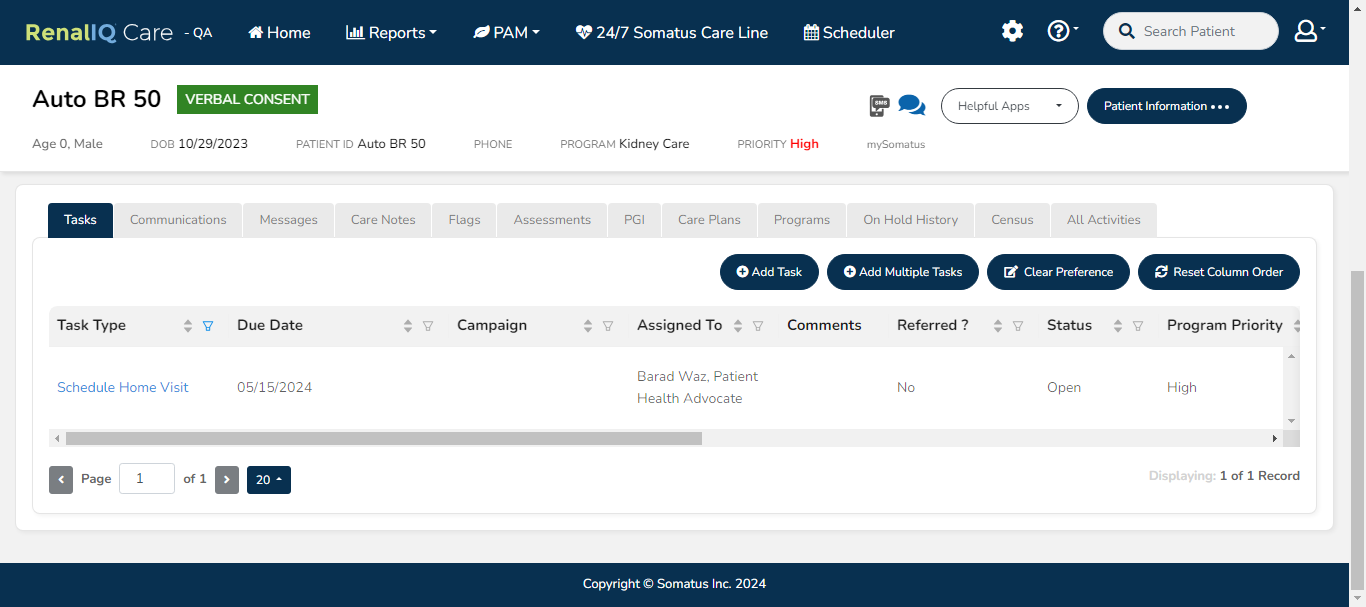 RenalIQ Care - QA Home Reports PAM 24/7 Somatus Care Line Scheduler Search Patient
Auto BR 50 VERBAL CONSENT SMS Helpful Apps Patient Information
Age 0, Male DOB 10/29/2023 PATIENT ID Auto BR 50 PHONE PROGRAM Kidney Care PRIORITY High mySomatus
Tasks Communications Messages Care Notes Flags Assessments PGI Care Plans Programs On Hold History Census All Activities
Add Task Add Multiple Tasks Clear Preference Reset Column Order
Task Type Due Date Campaign Assigned To Comments Referred ? Status Program Priority
Schedule Home Visit 05/15/2024 Barad Waz, Patient
Health Advocate No Open High
Page 1 of 1 20 Displaying: 1 of 1 Record
Copyright © Somatus Inc. 2024